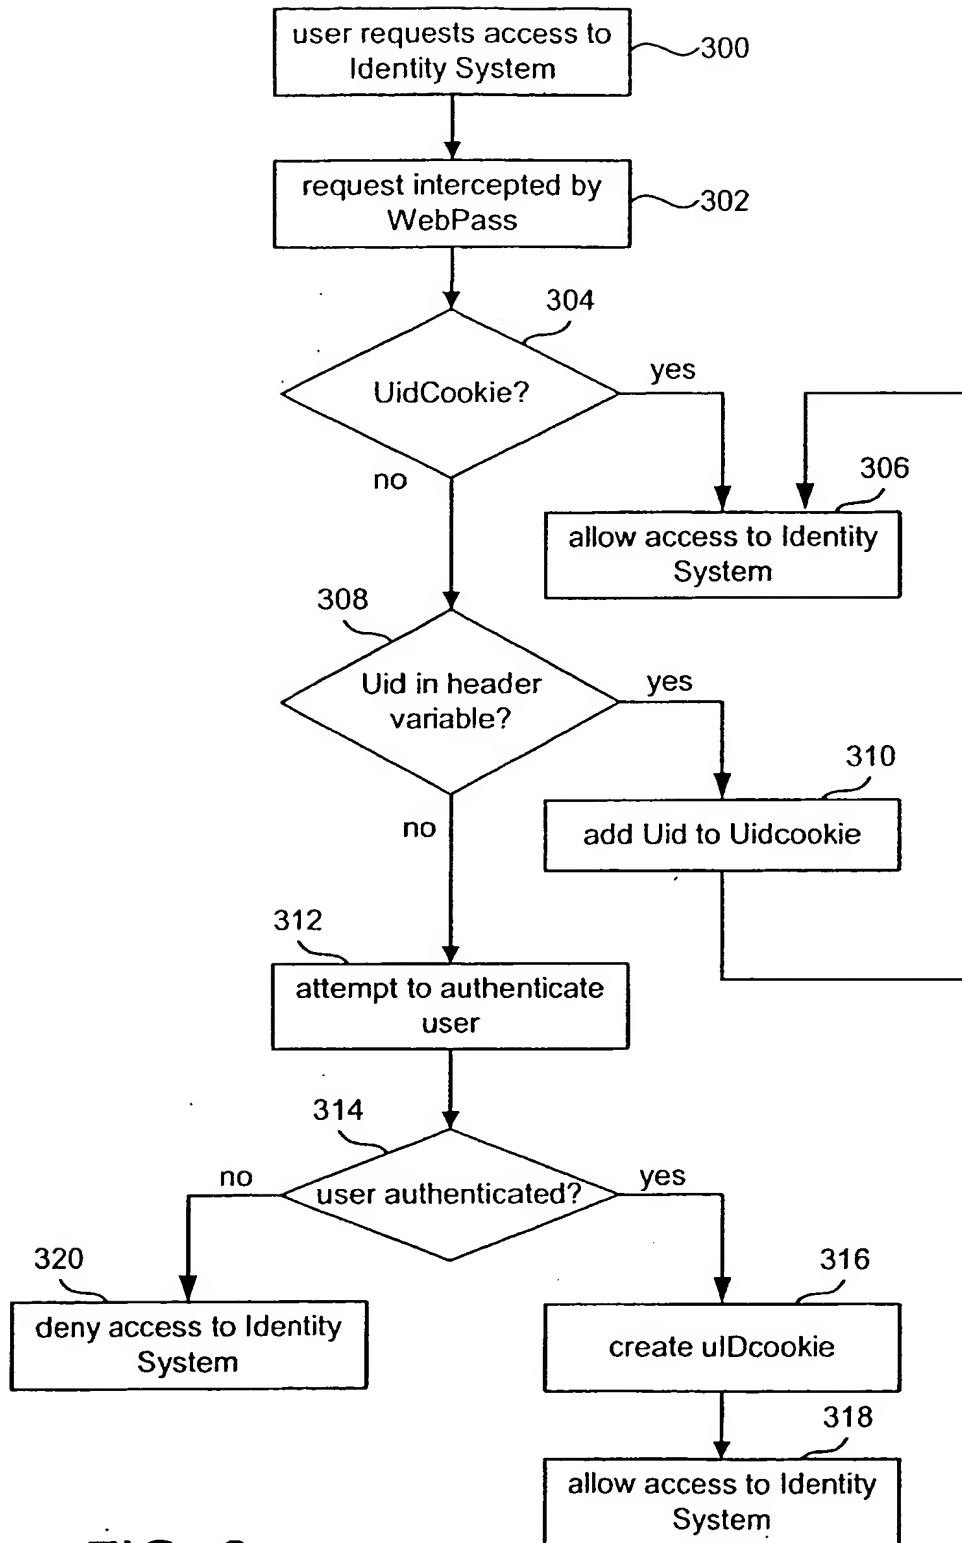 user requests access to
Identity System
300
request intercepted by
WebPass
302
304
UidCookie?
yes
no
306
allow access to Identity
System
308
Uid in header
variable?
yes
no
310
add Uid to Uidcookie
312
attempt to authenticate
user
314
user authenticated?
no
yes
320
deny access to Identity
System
316
create uIDcookie
318
allow access to Identity
System